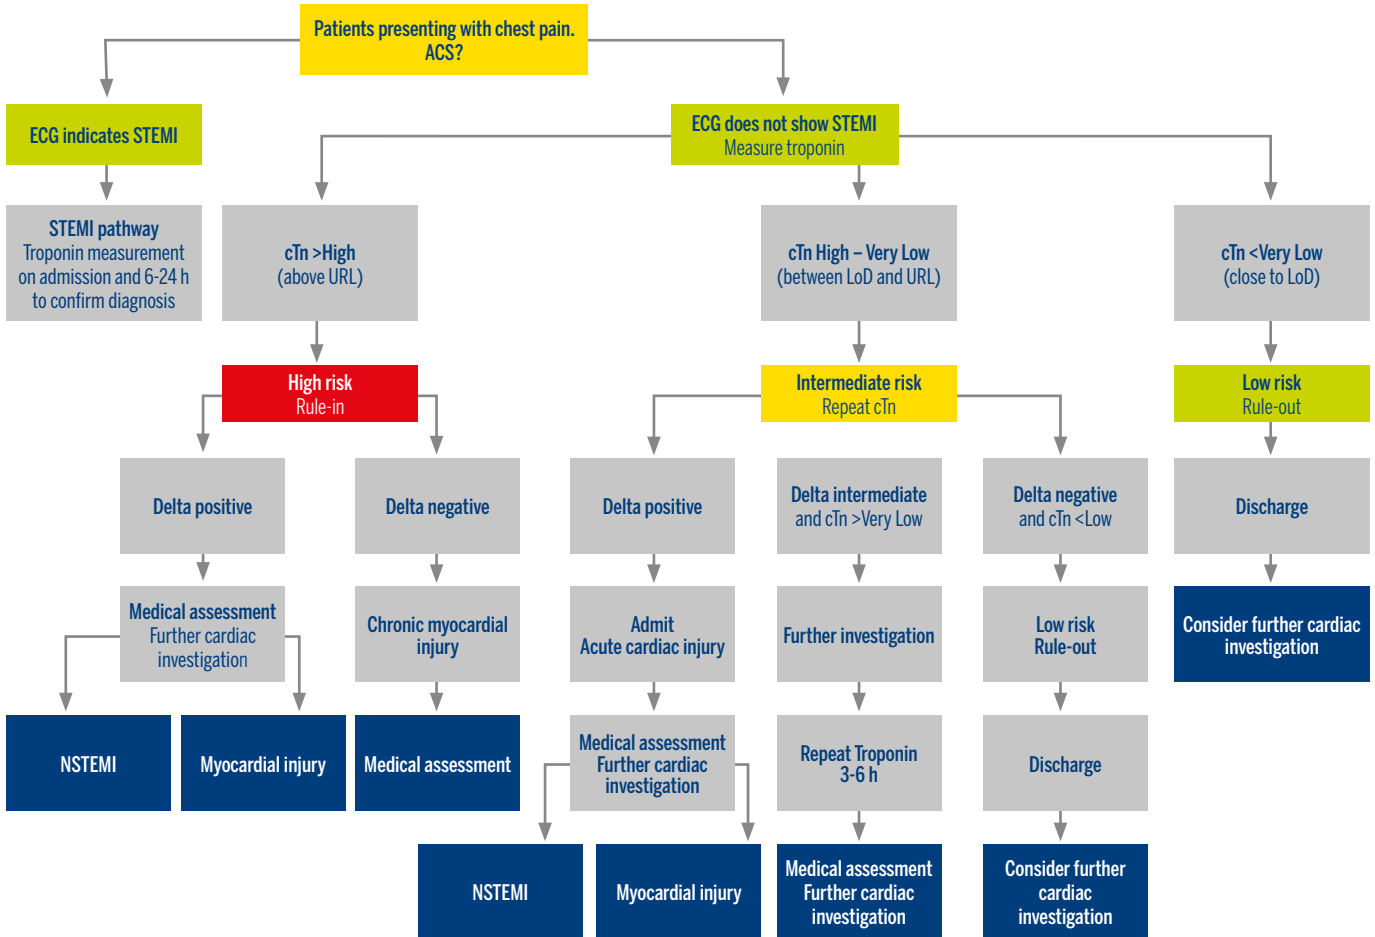 Patients presenting with chest pain.
ACS?
ECG indicates STEMI
ECG does not show STEMI
Measure troponin
STEMI pathway
Troponin measurement
on admission and 6-24 h
to confirm diagnosis
cTn >High
(above URL)
cTn High – Very Low
(between LoD and URL)
cTn <Very Low
(close to LoD)
High risk
Rule-in
Intermediate risk
Repeat cTn
Low risk
Rule-out
Delta positive
Delta negative
Delta positive
Delta intermediate
and cTn >Very Low
Delta negative
and cTn <Low
Discharge
Medical assessment
Further cardiac
investigation
Chronic myocardial
injury
Admit
Acute cardiac injury
Further investigation
Low risk
Rule-out
Consider further cardiac
investigation
NSTEMI
Myocardial injury
Medical assessment
Medical assessment
Further cardiac
investigation
Repeat Troponin
3-6 h
Discharge
NSTEMI
Myocardial injury
Medical assessment
Further cardiac
investigation
Consider further
cardiac
investigation